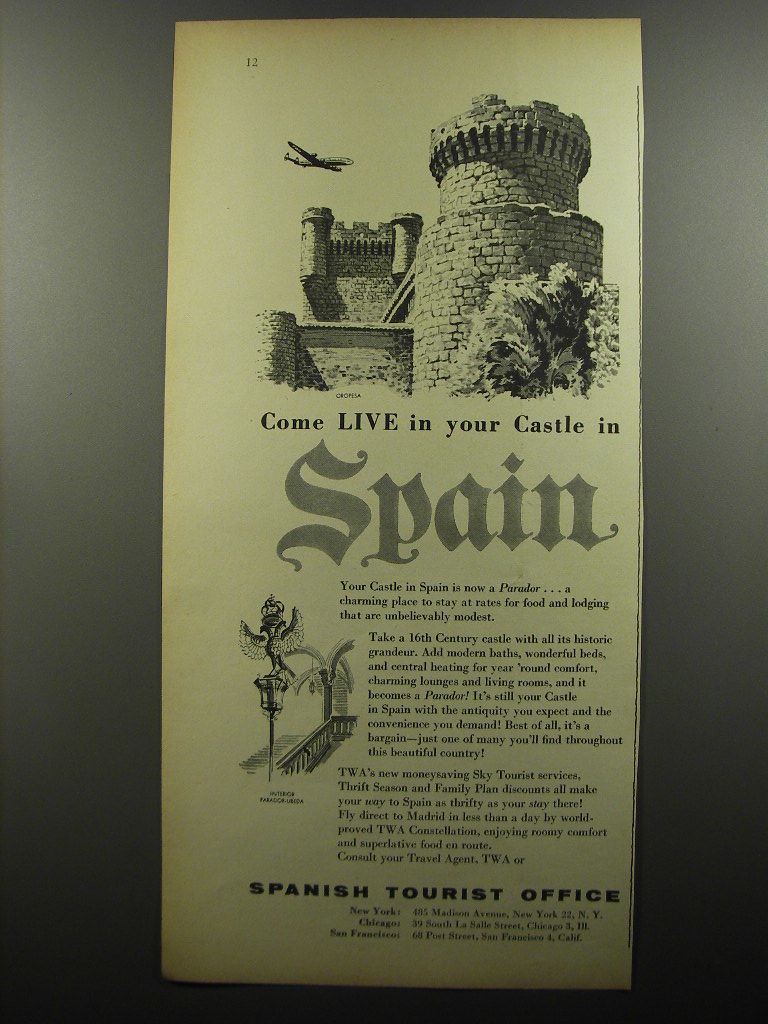 12
OROPESA
Come LIVE in your Castle in
Spain
Your Castle in Spain is now a Parador . . . a
charming place to stay at rates for food and lodging
that are unbelievably modest.
Take a 16th Century castle with all its historic
grandeur. Add modern baths, wonderful beds,
and central heating for year 'round comfort,
charming lounges and living rooms, and it
becomes a Parador! It's still your Castle
in Spain with the antiquity you expect and the
convenience you demand! Best of all, it's a
bargain—just one of many you'll find throughout
this beautiful country!
INTERIOR
PARADOR-UBEDA
TWA's new moneysaving Sky Tourist services,
Thrift Season and Family Plan discounts all make
your way to Spain as thrifty as your stay there!
Fly direct to Madrid in less than a day by world-
proved TWA Constellation, enjoying roomy comfort
and superlative food en route.
Consult your Travel Agent, TWA or
SPANISH TOURIST OFFICE
New York: 485 Madison Avenue, New York 22, N. Y.
Chicago: 39 South La Salle Street, Chicago 3, Ill.
San Francisco: 68 Post Street, San Francisco 4, Calif.